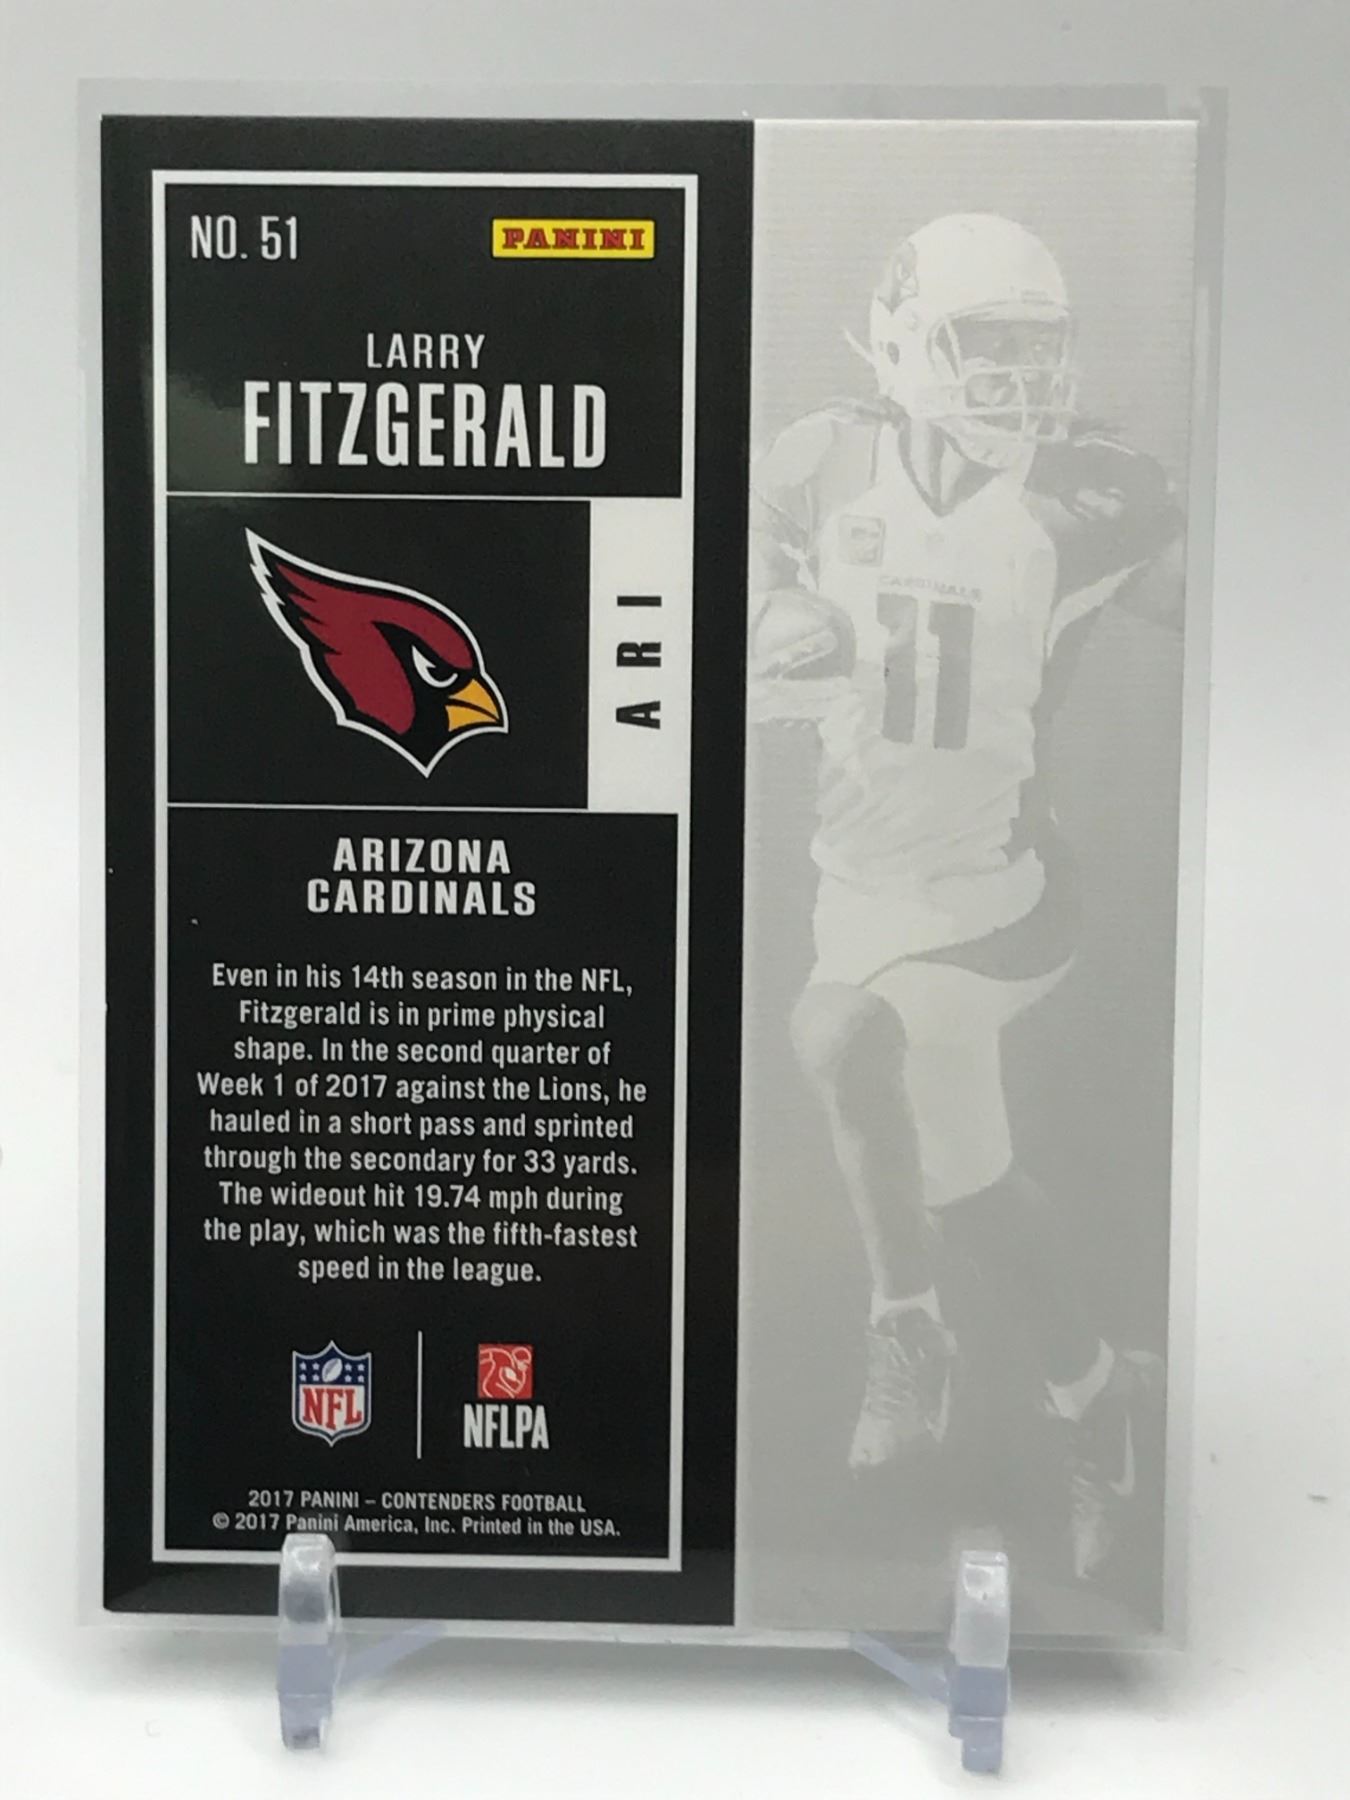 NO. 51
PANINI
LARRY
FITZGERALD
ARI
ARIZONA
CARDINALS
Even in his 14th season in the NFL,
Fitzgerald is in prime physical
shape. In the second quarter of
Week 1 of 2017 against the Lions, he
hauled in a short pass and sprinted
through the secondary for 33 yards.
The wideout hit 19.74 mph during
the play, which was the fifth-fastest
speed in the league.
NFL
NFLPA
2017 PANINI – CONTENDERS FOOTBALL
© 2017 Panini America, Inc. Printed in the USA.
CARDINALS
11